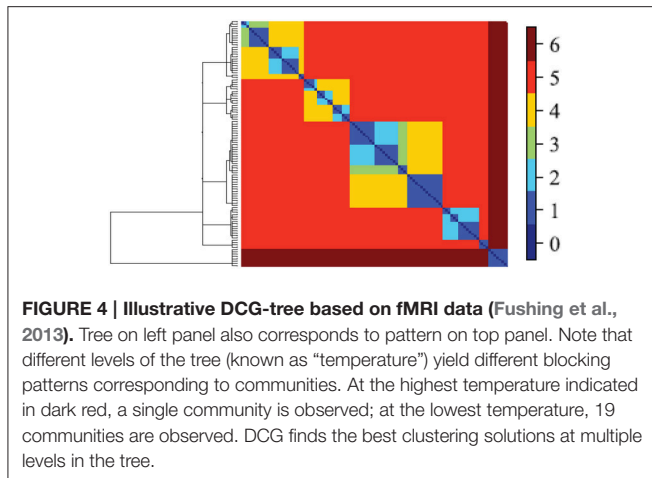 6
5
4
3
2
1
0
FIGURE 4 | Illustrative DCG-tree based on fMRI data (Fushing et al.,
2013). Tree on left panel also corresponds to pattern on top panel. Note that
different levels of the tree (known as “temperature”) yield different blocking
patterns corresponding to communities. At the highest temperature indicated
in dark red, a single community is observed; at the lowest temperature, 19
communities are observed. DCG finds the best clustering solutions at multiple
levels in the tree.